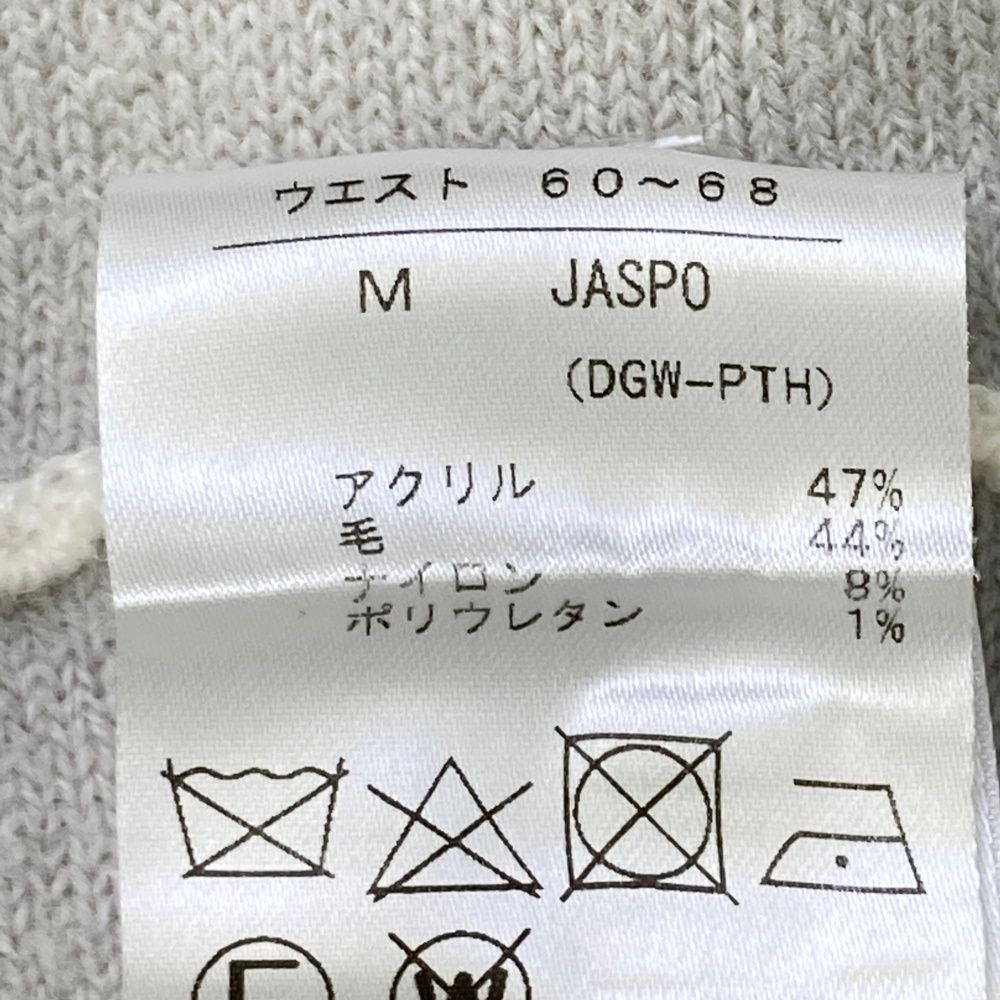 ウエスト 60～68
M JASPO
(DGW-PTH)
アクリル 47%
毛 44%
ナイロン 8%
ポリウレタン 1%
F
W